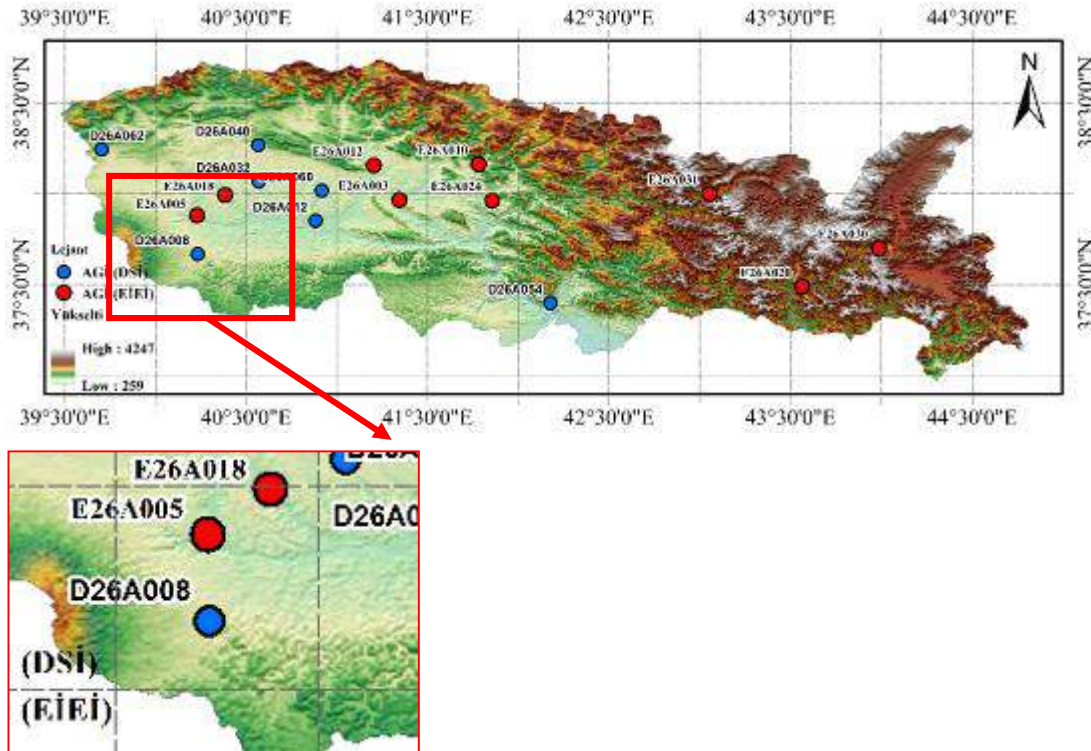 39°30'0"E 40°30'0"E 41°30'0"E 42°30'0"E 43°30'0"E 44°30'0"E
38°30'0"N
37°30'0"N
N
38°30'0"N
37°30'0"N
D26A062
D26A040
E26A012
E26A010
D26A032
E26A018
E26A003
E26A024
E26A031
E26A005
D26A012
D26A008
E26A030
E26A020
D26A054
Lejant
AGI (DSİ)
AGI (EİEİ)
Yükselti
High : 4247
Low : 259
39°30'0"E 40°30'0"E 41°30'0"E 42°30'0"E 43°30'0"E 44°30'0"E
E26A018
E26A005
D26A0
D26A008
(DSİ)
(EİEİ)